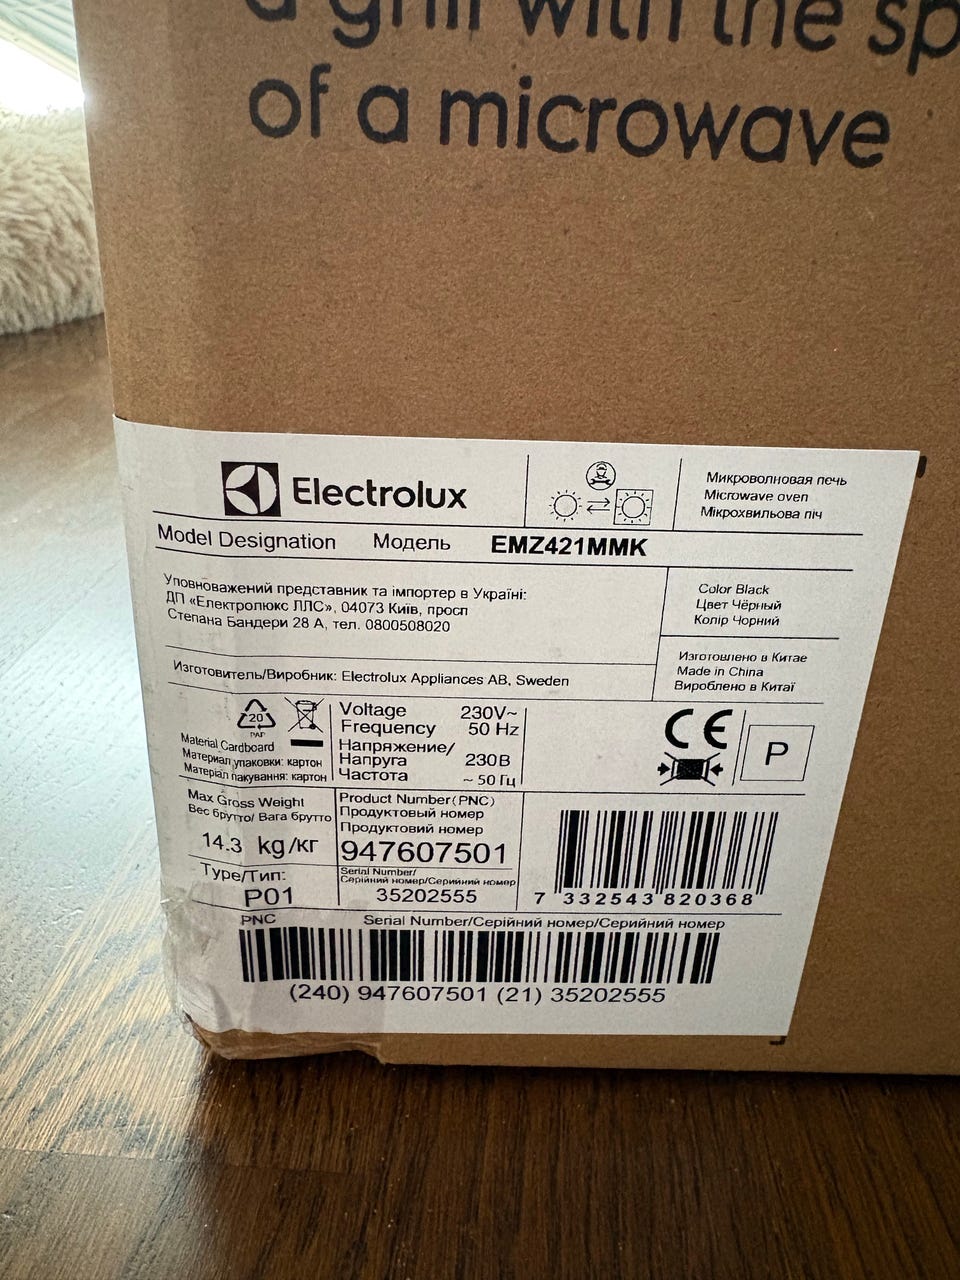 a grill with the sp
of a microwave
Electrolux
Микроволновая печь
Microwave oven
Мікрохвильова піч
Model Designation Модель EMZ421MMK
Уповноважений представник та імпортер в Україні:
ДП «Електролюкс ЛЛС», 04073 Київ, просп
Степана Бандери 28 А, тел. 0800508020
Color Black
Цвет Чёрный
Колір Чорний
Изготовитель/Виробник: Electrolux Appliances AB, Sweden
Изготовлено в Китае
Made in China
Вироблено в Китаї
20
PAP
Material Cardboard
Материал упаковки: картон
Матеріал пакування: картон
Voltage 230V~
Frequency 50 Hz
Напряжение/
Напруга 230В
Частота ~ 50 Гц
CE
P
Max Gross Weight
Вес брутто/ Вага брутто
14.3 kg/кг
Product Number(PNC)
Продуктовый номер
Продуктовий номер
947607501
Type/Тип:
P01
Serial Number/
Серійний номер/Серийний номер
35202555
7 332543 820368
PNC Serial Number/Серійний номер/Серийний номер
(240) 947607501 (21) 35202555